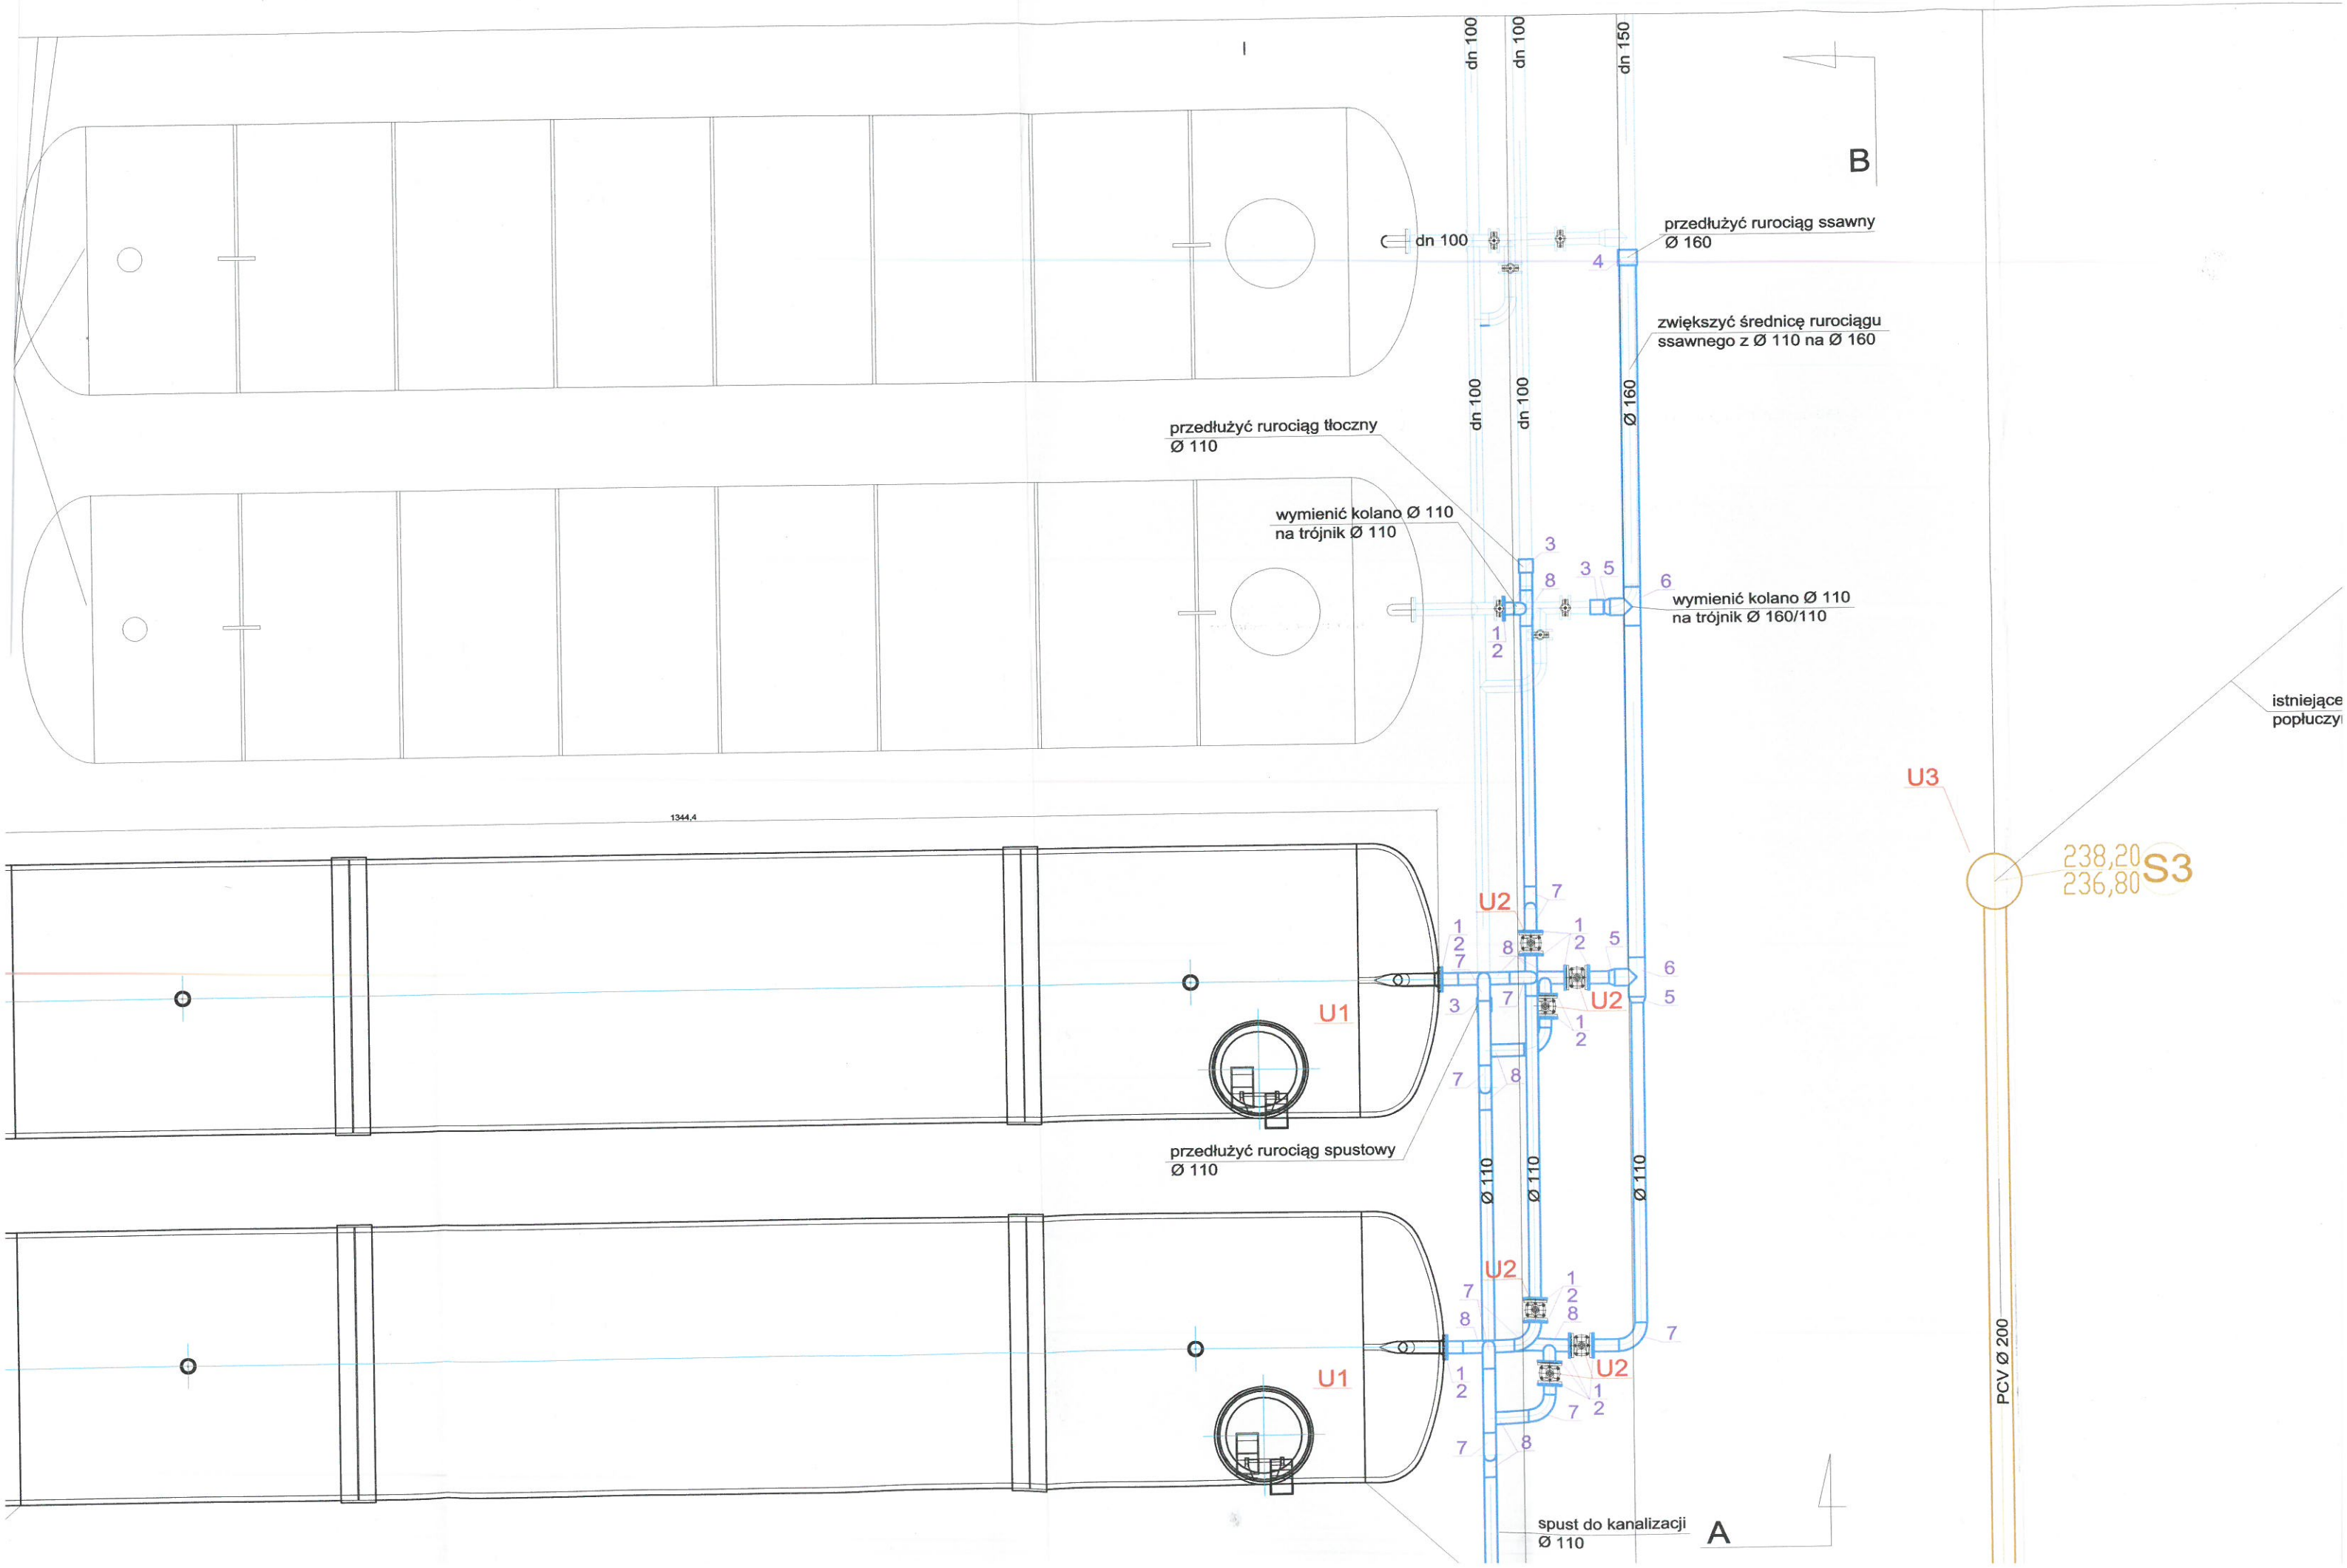 dn 100
dn 100
dn 150
B
przedłużyć rurociąg ssawny
Ø 160
dn 100
4
zwiększyć średnicę rurociągu
ssawnego z Ø 110 na Ø 160
dn 100
dn 100
Ø 160
przedłużyć rurociąg tłoczny
Ø 110
wymienić kolano Ø 110
na trójnik Ø 110
3
8
3 5
6
wymienić kolano Ø 110
na trójnik Ø 160/110
1
2
istniejące
U3
1344,4
238,20
236,80
S3
7
U2
1
2
7
8
1
2
5
6
3
7
U2
5
U1
1
2
7
8
przedłużyć rurociąg spustowy
Ø 110
Ø 110
Ø 110
Ø 110
U2
7
8
1
2
8
7
U2
U1
1
2
1
2
7
7
8
PCV Ø 200
spust do kanalizacji
Ø 110
A